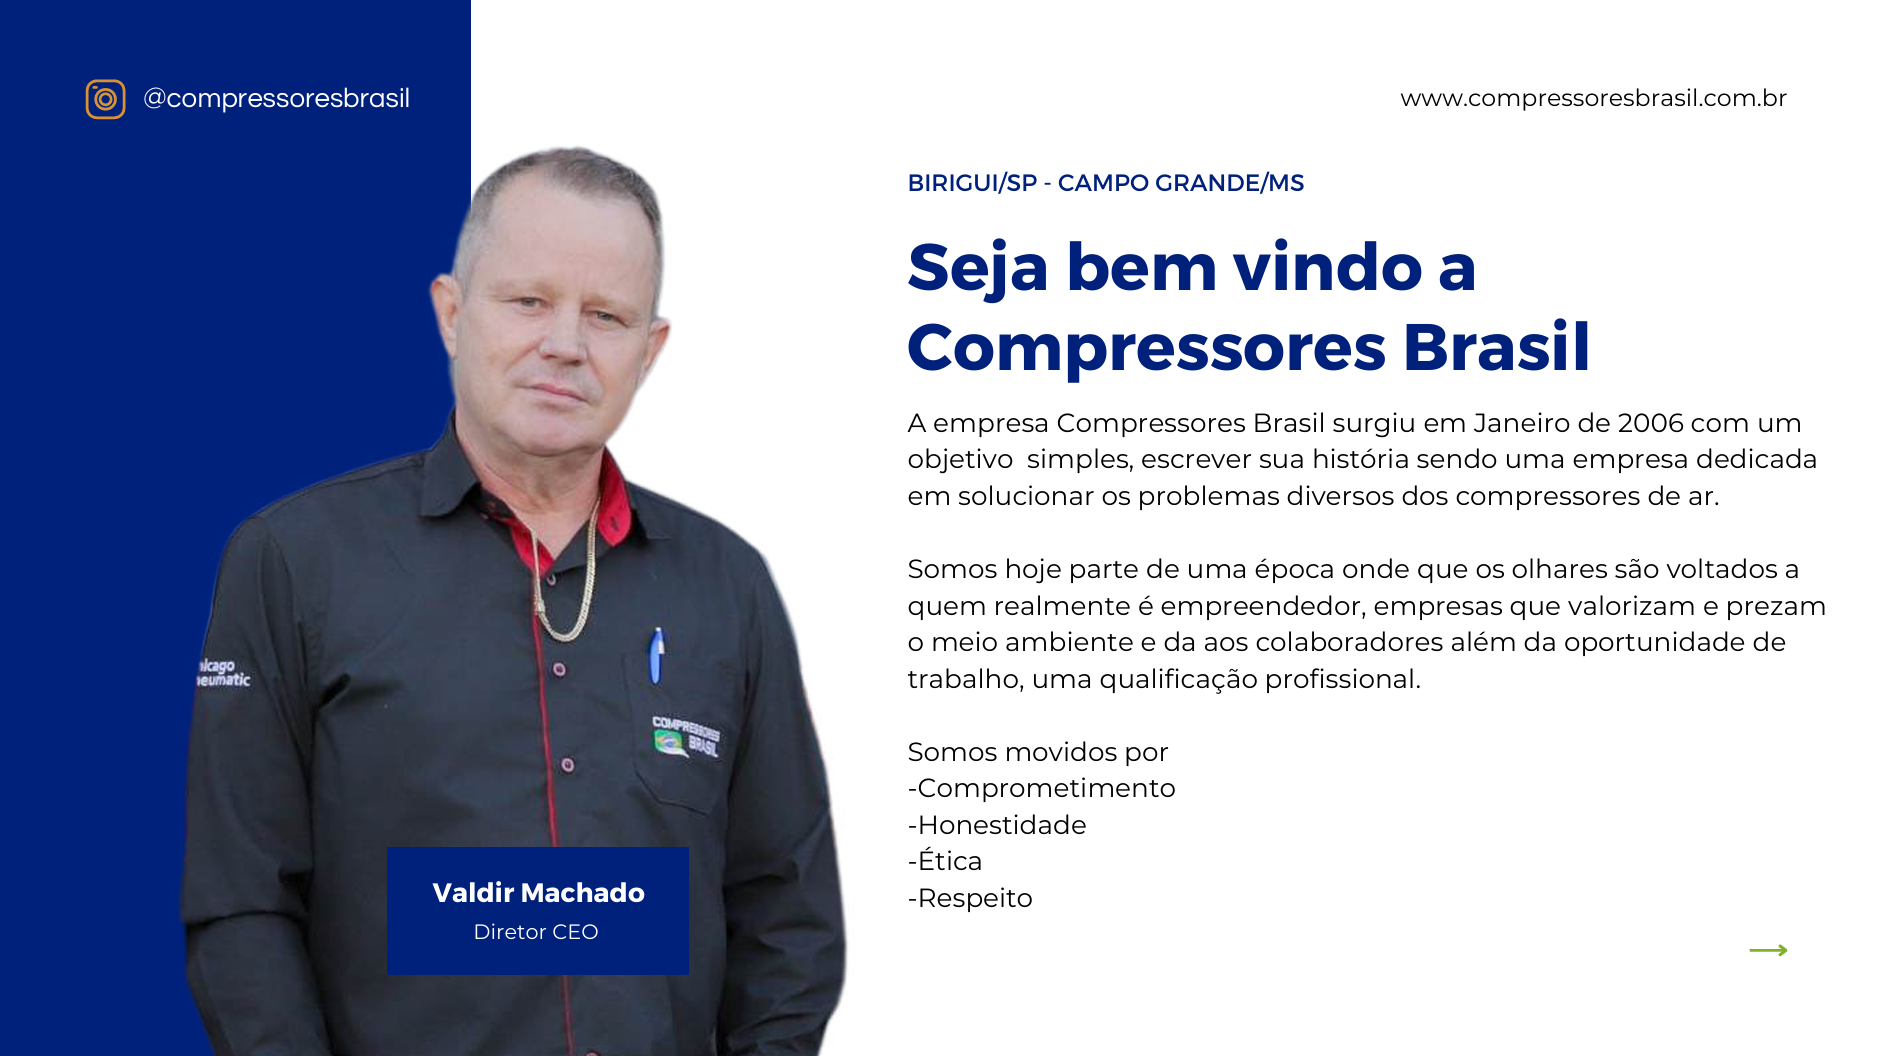 @compressoresbrasil
www.compressoresbrasil.com.br
BIRIGUI/SP - CAMPO GRANDE/MS
Seja bem vindo a
Compressores Brasil
A empresa Compressores Brasil surgiu em Janeiro de 2006 com um
objetivo  simples, escrever sua história sendo uma empresa dedicada
em solucionar os problemas diversos dos compressores de ar.
Somos hoje parte de uma época onde que os olhares são voltados a
quem realmente é empreendedor, empresas que valorizam e prezam
o meio ambiente e da aos colaboradores além da oportunidade de
trabalho, uma qualificação profissional.
Somos movidos por
-Comprometimento
-Honestidade
-Ética
-Respeito
icago
eumatic
COMPRESSORES
BRASIL
Valdir Machado
Diretor CEO